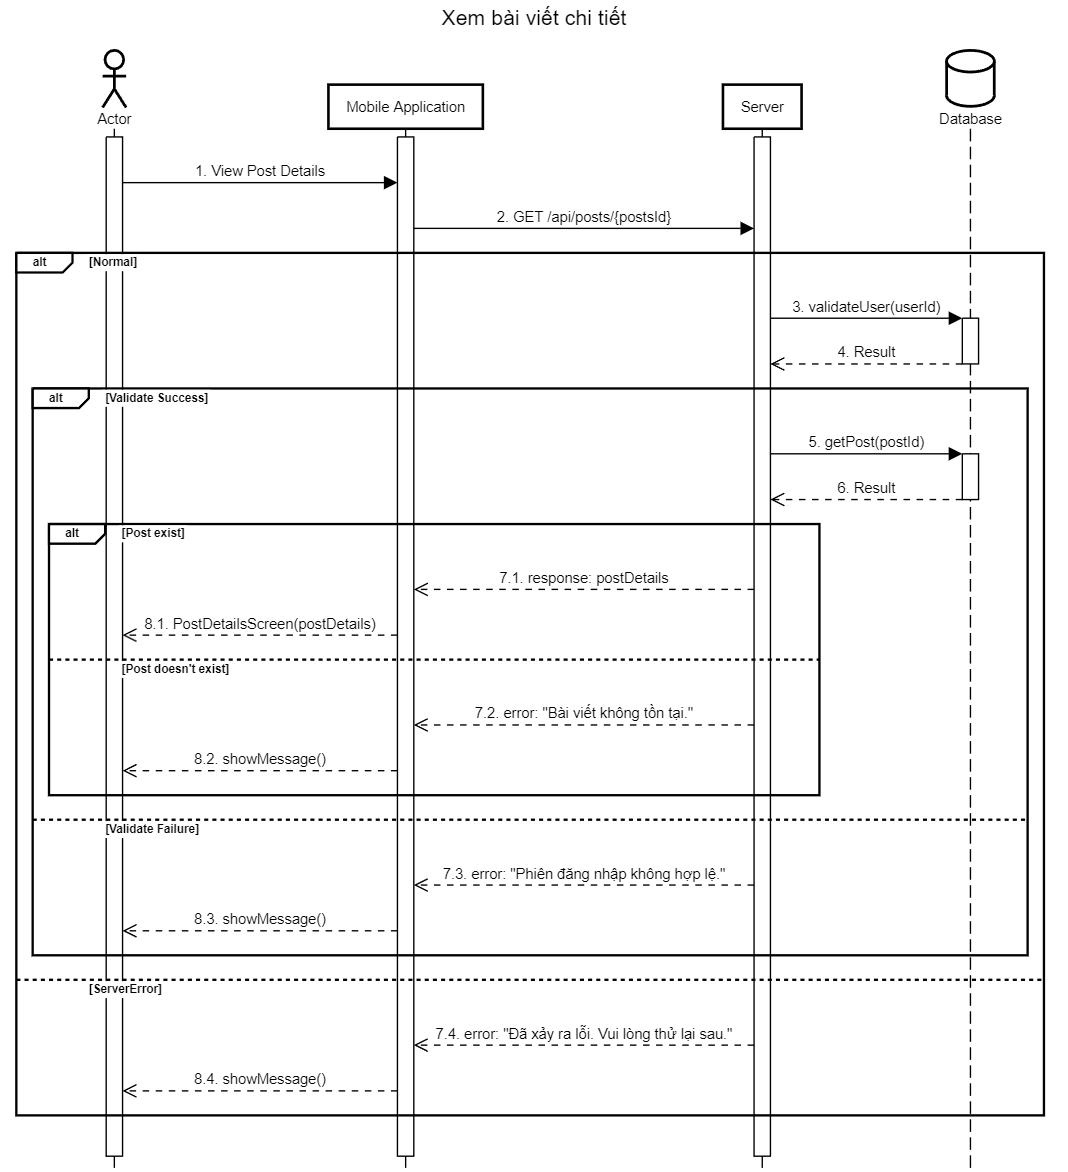 Xem bài viết chi tiết
Actor
Mobile Application
Server
Database
1. View Post Details
2. GET /api/posts/{postsId}
alt
[Normal]
3. validateUser(userId)
4. Result
alt
[Validate Success]
5. getPost(postId)
6. Result
alt
[Post exist]
7.1. response: postDetails
8.1. PostDetailsScreen(postDetails)
[Post doesn't exist]
7.2. error: "Bài viết không tồn tại."
8.2. showMessage()
[Validate Failure]
7.3. error: "Phiên đăng nhập không hợp lệ."
8.3. showMessage()
[ServerError]
7.4. error: "Đã xảy ra lỗi. Vui lòng thử lại sau."
8.4. showMessage()